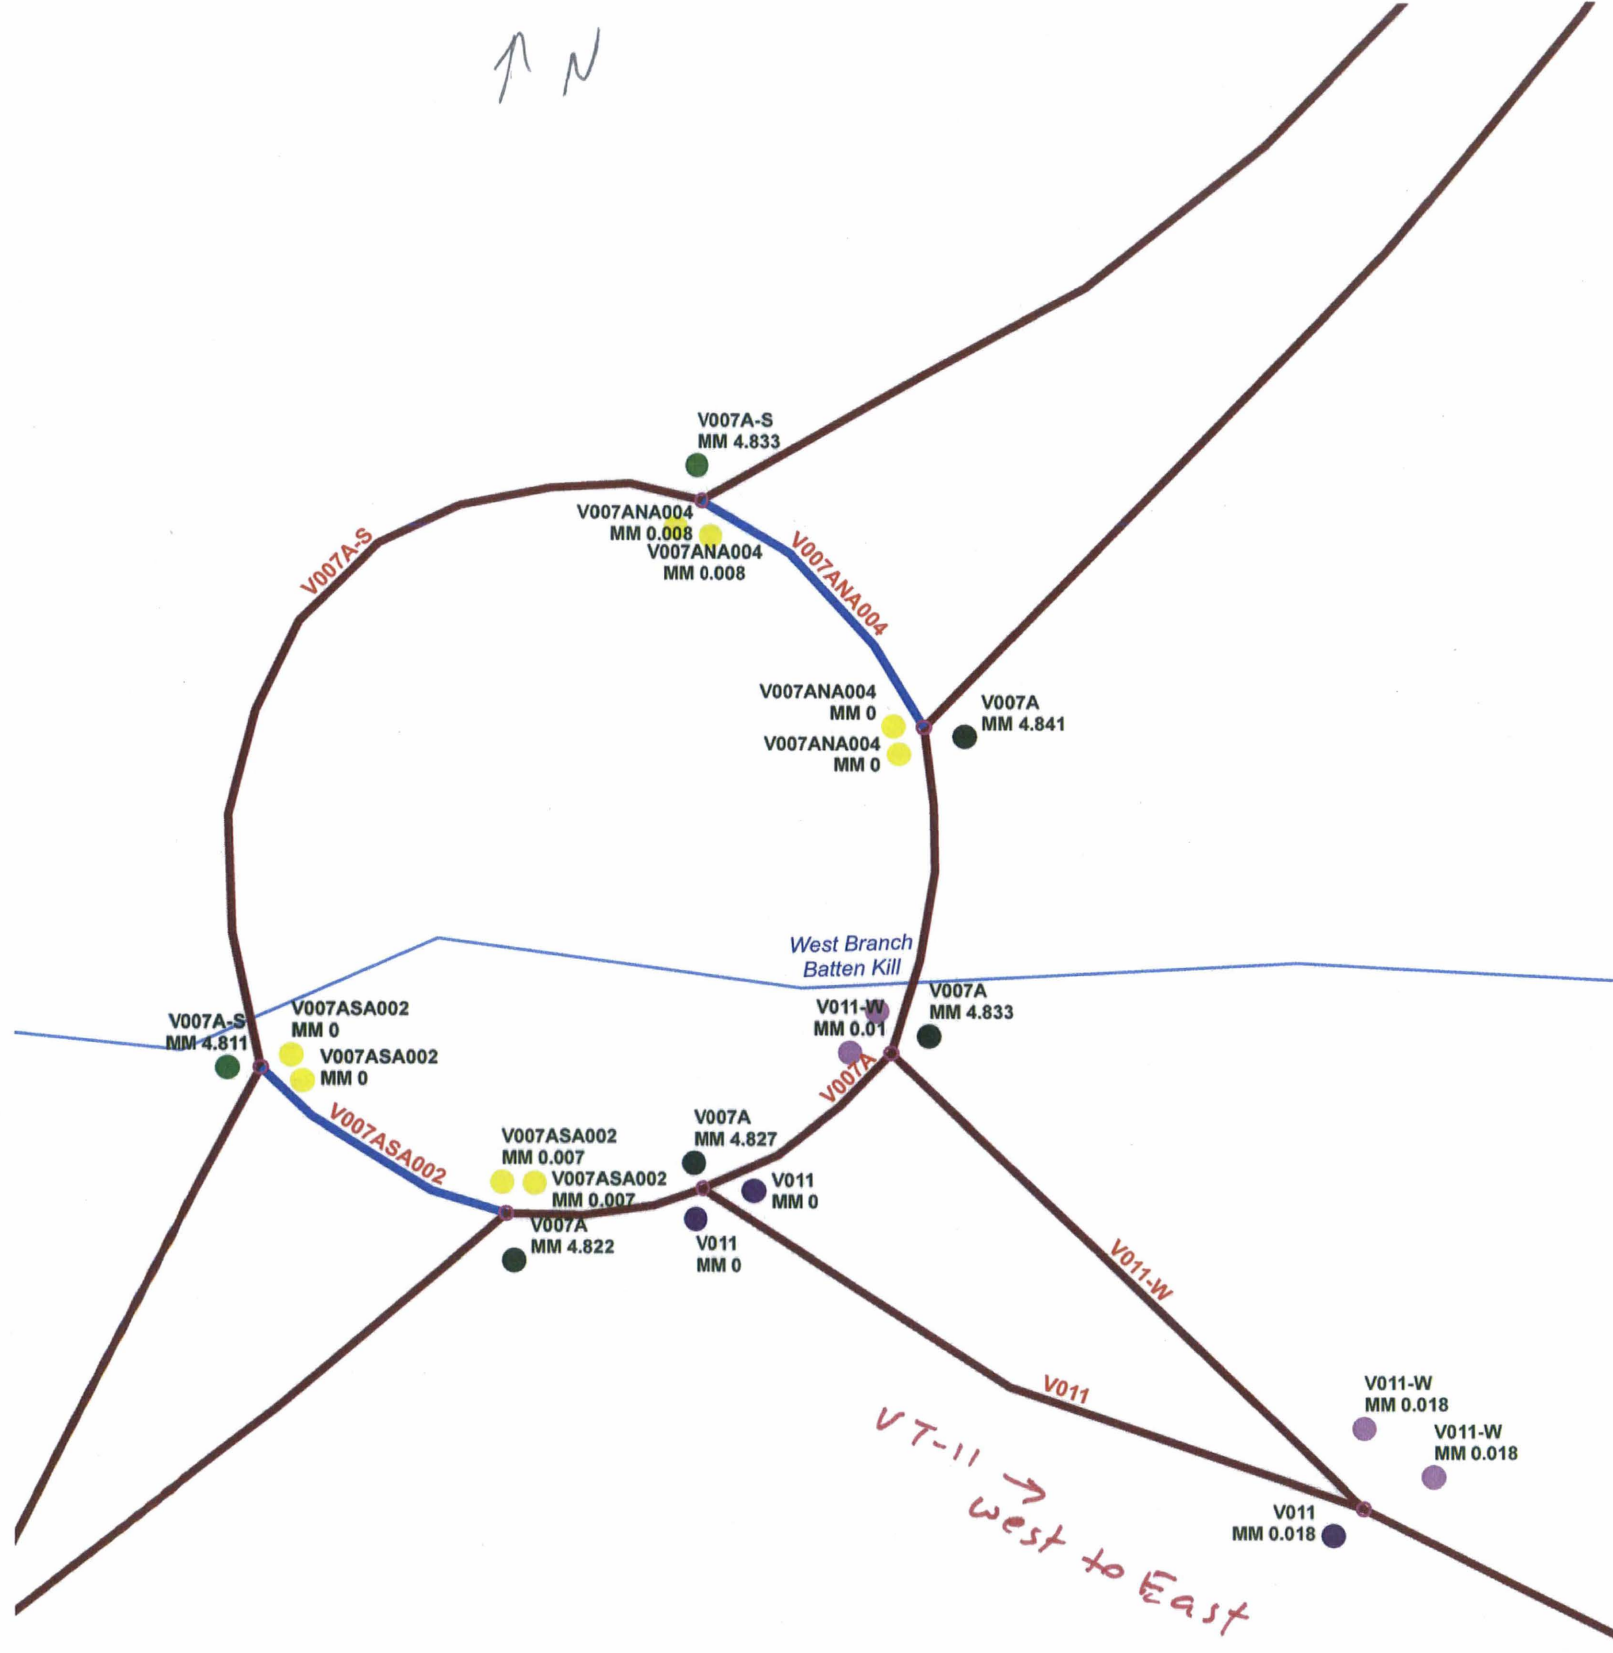 ↑ N
V007A-S
MM 4.833
V007ANA004
MM 0.008
V007ANA004
MM 0.008
V007A-S
V007ANA004
V007ANA004
MM 0
V007ANA004
MM 0
V007A
MM 4.841
West Branch
Batten Kill
V007A-S
MM 4.811
V007ASA002
MM 0
V007ASA002
MM 0
V011-W
MM 0.01
V007A
MM 4.833
V007A
V007ASA002
V007ASA002
MM 0.007
V007ASA002
MM 0.007
V007A
MM 4.822
V007A
MM 4.827
V011
MM 0
V011
MM 0
V011-W
V011
V011-W
MM 0.018
V011-W
MM 0.018
V011
MM 0.018
VT-11 →
West to East